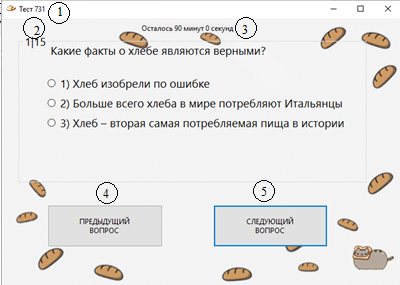 Тест 731
1
Осталось 90 минут 0 секунд
3
2
1|15
Какие факты о хлебе являются верными?
1) Хлеб изобрели по ошибке
2) Больше всего хлеба в мире потребляют Итальянцы
3) Хлеб – вторая самая потребляемая пища в истории
4
5
ПРЕДЫДУЩИЙ
ВОПРОС
СЛЕДУЮЩИЙ
ВОПРОС